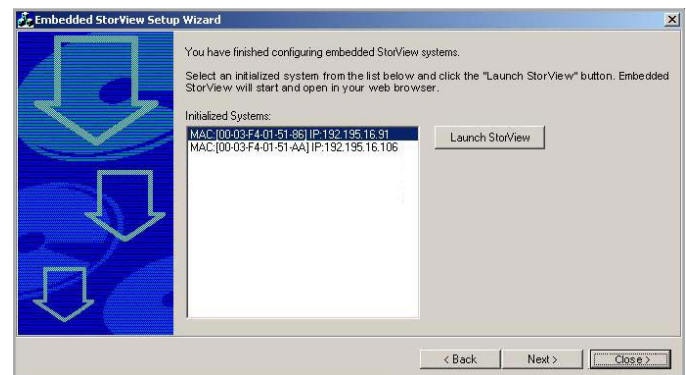 Embedded StorView Setup Wizard
You have finished configuring embedded StorView systems.
Select an initialized system from the list below and click the "Launch StorView" button. Embedded
StorView will start and open in your web browser.
Initialized Systems:
MAC:[00-03-F4-01-51-86] IP:192.195.16.91
MAC:[00-03-F4-01-51-AA] IP:192.195.16.106
Launch StorView
< Back
Next >
Close >